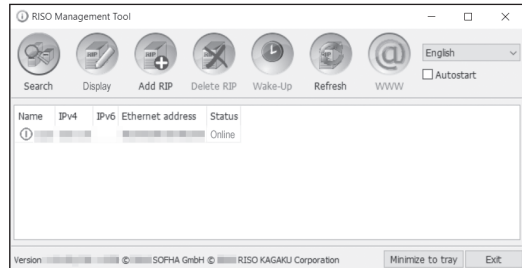 RISO Management Tool
English
Autostart
Search Display Add RIP Delete RIP Wake-Up Refresh WWW
Name IPv4 IPv6 Ethernet address Status
Online
Version © SOFHA GmbH © RISO KAGAKU Corporation Minimize to tray Exit